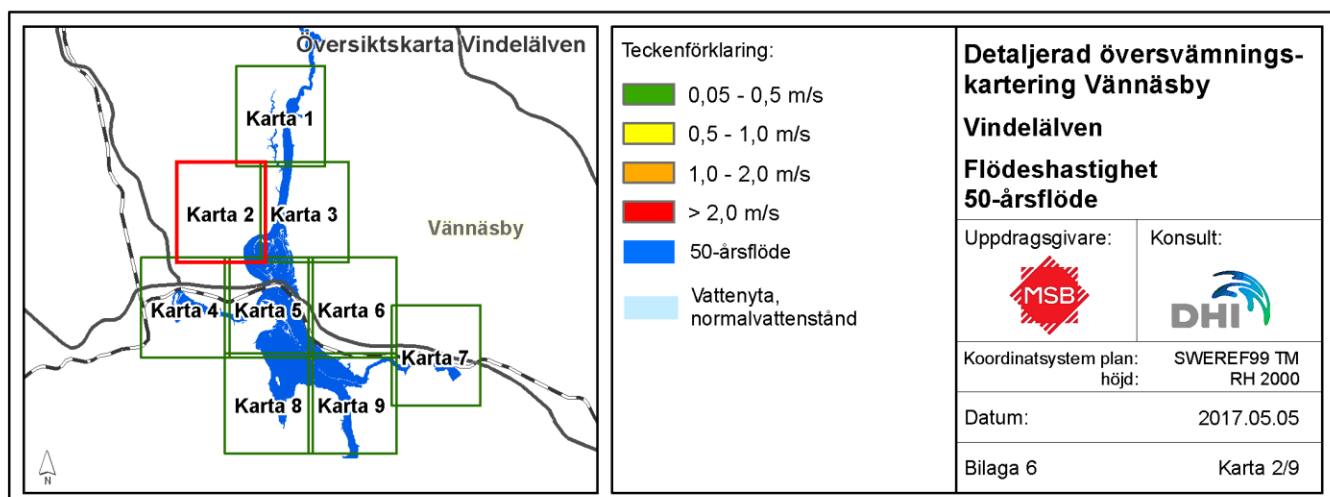 Översiktskarta Vindelälven
Karta 1
Karta 2
Karta 3
Vännäsby
Karta 4
Karta 5
Karta 6
Karta 7
Karta 8
Karta 9
N
Teckenförklaring:
0,05 - 0,5 m/s
0,5 - 1,0 m/s
1,0 - 2,0 m/s
> 2,0 m/s
50-årsflöde
Vattenyta,
normalvattenstånd
Detaljerad översvämnings-
kartering Vännäsby
Vindelälven
Flödeshastighet
50-årsflöde
Uppdragsgivare:
MSB
Konsult:
DHI
Koordinatsystem plan: SWEREF99 TM
höjd: RH 2000
Datum: 2017.05.05
Bilaga 6 Karta 2/9